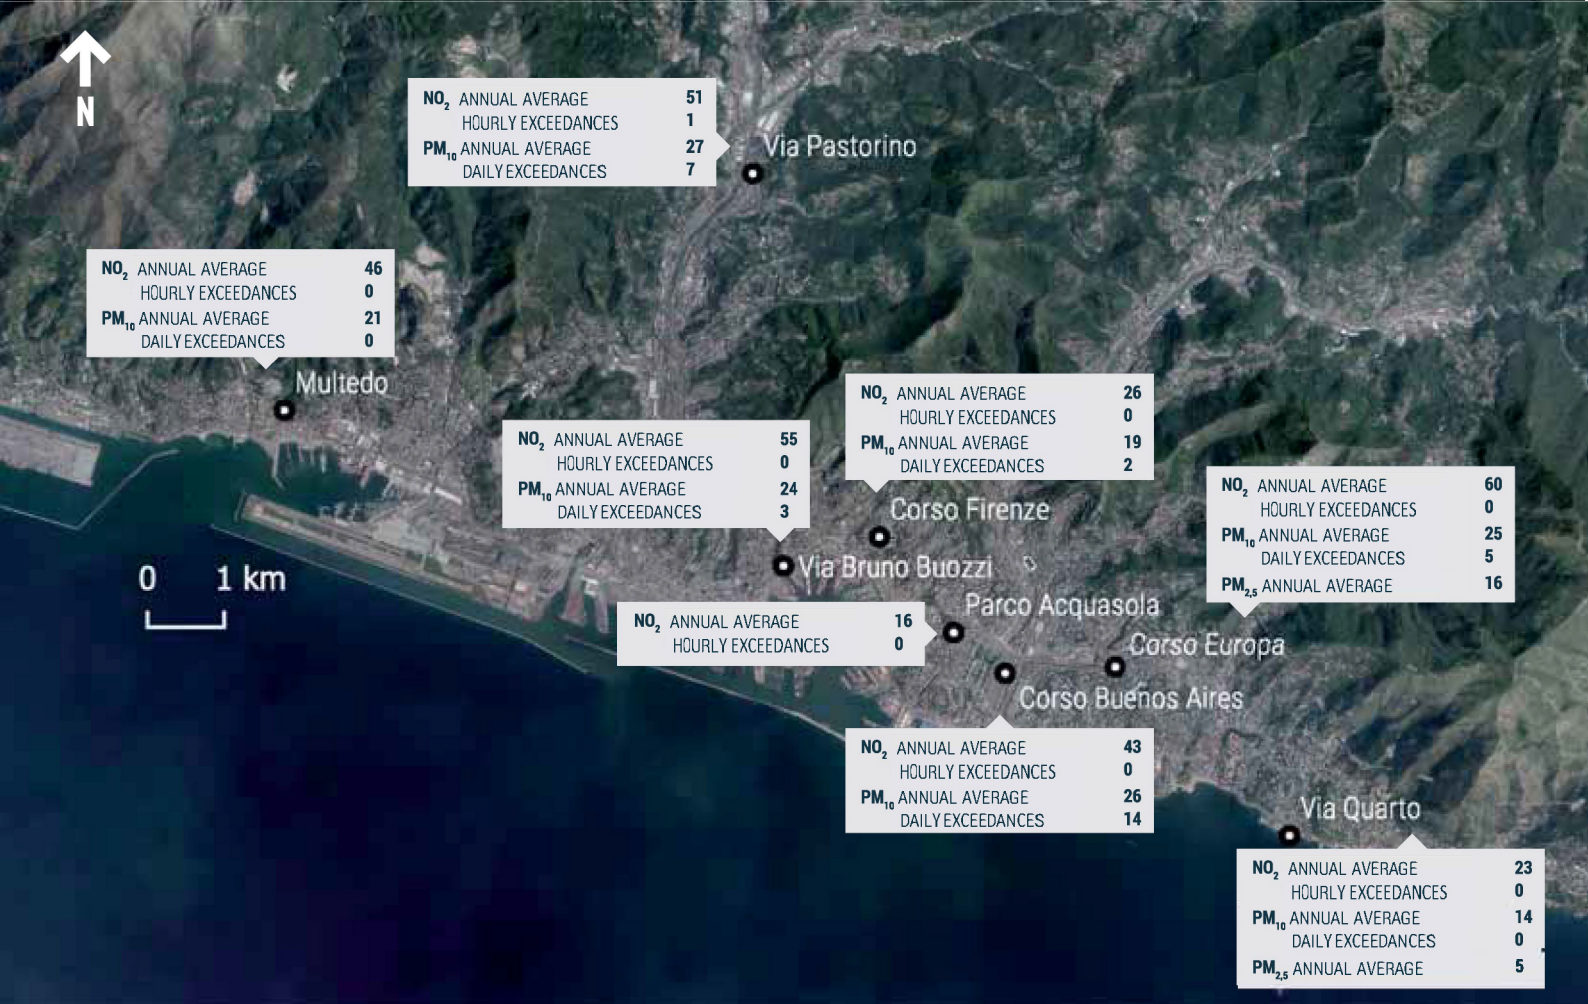 N
NO₂ ANNUAL AVERAGE 51
HOURLY EXCEEDANCES 1
PM₁₀ ANNUAL AVERAGE 27
DAILY EXCEEDANCES 7
Via Pastorino
NO₂ ANNUAL AVERAGE 46
HOURLY EXCEEDANCES 0
PM₁₀ ANNUAL AVERAGE 21
DAILY EXCEEDANCES 0
Multedo
NO₂ ANNUAL AVERAGE 26
HOURLY EXCEEDANCES 0
PM₁₀ ANNUAL AVERAGE 19
DAILY EXCEEDANCES 2
Corso Firenze
NO₂ ANNUAL AVERAGE 55
HOURLY EXCEEDANCES 0
PM₁₀ ANNUAL AVERAGE 24
DAILY EXCEEDANCES 3
Via Bruno Buozzi
NO₂ ANNUAL AVERAGE 60
HOURLY EXCEEDANCES 0
PM₁₀ ANNUAL AVERAGE 25
DAILY EXCEEDANCES 5
PM₂,₅ ANNUAL AVERAGE 16
Corso Europa
0 1 km
NO₂ ANNUAL AVERAGE 16
HOURLY EXCEEDANCES 0
Parco Acquasola
Corso Buenos Aires
NO₂ ANNUAL AVERAGE 43
HOURLY EXCEEDANCES 0
PM₁₀ ANNUAL AVERAGE 26
DAILY EXCEEDANCES 14
Via Quarto
NO₂ ANNUAL AVERAGE 23
HOURLY EXCEEDANCES 0
PM₁₀ ANNUAL AVERAGE 14
DAILY EXCEEDANCES 0
PM₂,₅ ANNUAL AVERAGE 5